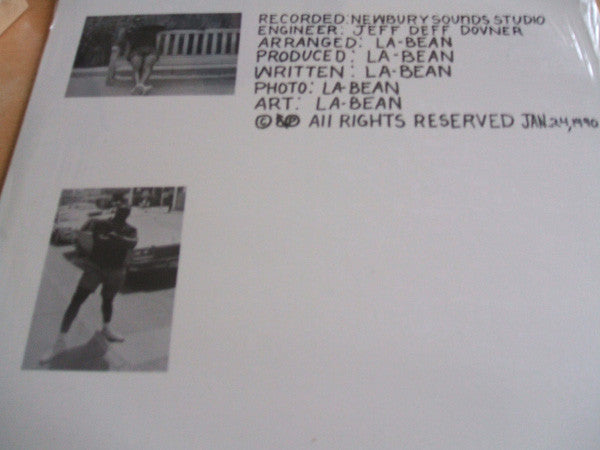 RECORDED: NEWBURY SOUNDS STUDIO
ENGINEER: JEFF DEFF DOVNER
ARRANGED: LA-BEAN
PRODUCED: LA-BEAN
WRITTEN: LA-BEAN
PHOTO: LA-BEAN
ART: LA-BEAN
© & ℗ All RIGHTS RESERVED JAN. 24, 1990